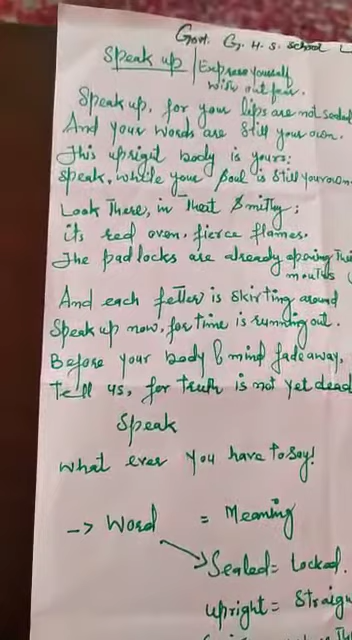 Govt. G. H. S. School
Speak up | Express yourself
with out fear.
Speak up, for your lips are not sealed
And your words are still your own.
This upright body is yours:
Speak, while your soul is still your own
Look There, in That Smithy;
its red oven, fierce flames.
The pad locks are already opening their
mouths
And each fetter is skirting around
Speak up now, for time is running out.
Before your body & mind fade away,
Tell us, for truth is not yet dead
Speak
What ever you have to say!
-> Word = Meaning
Sealed = Locked.
upright = Straig